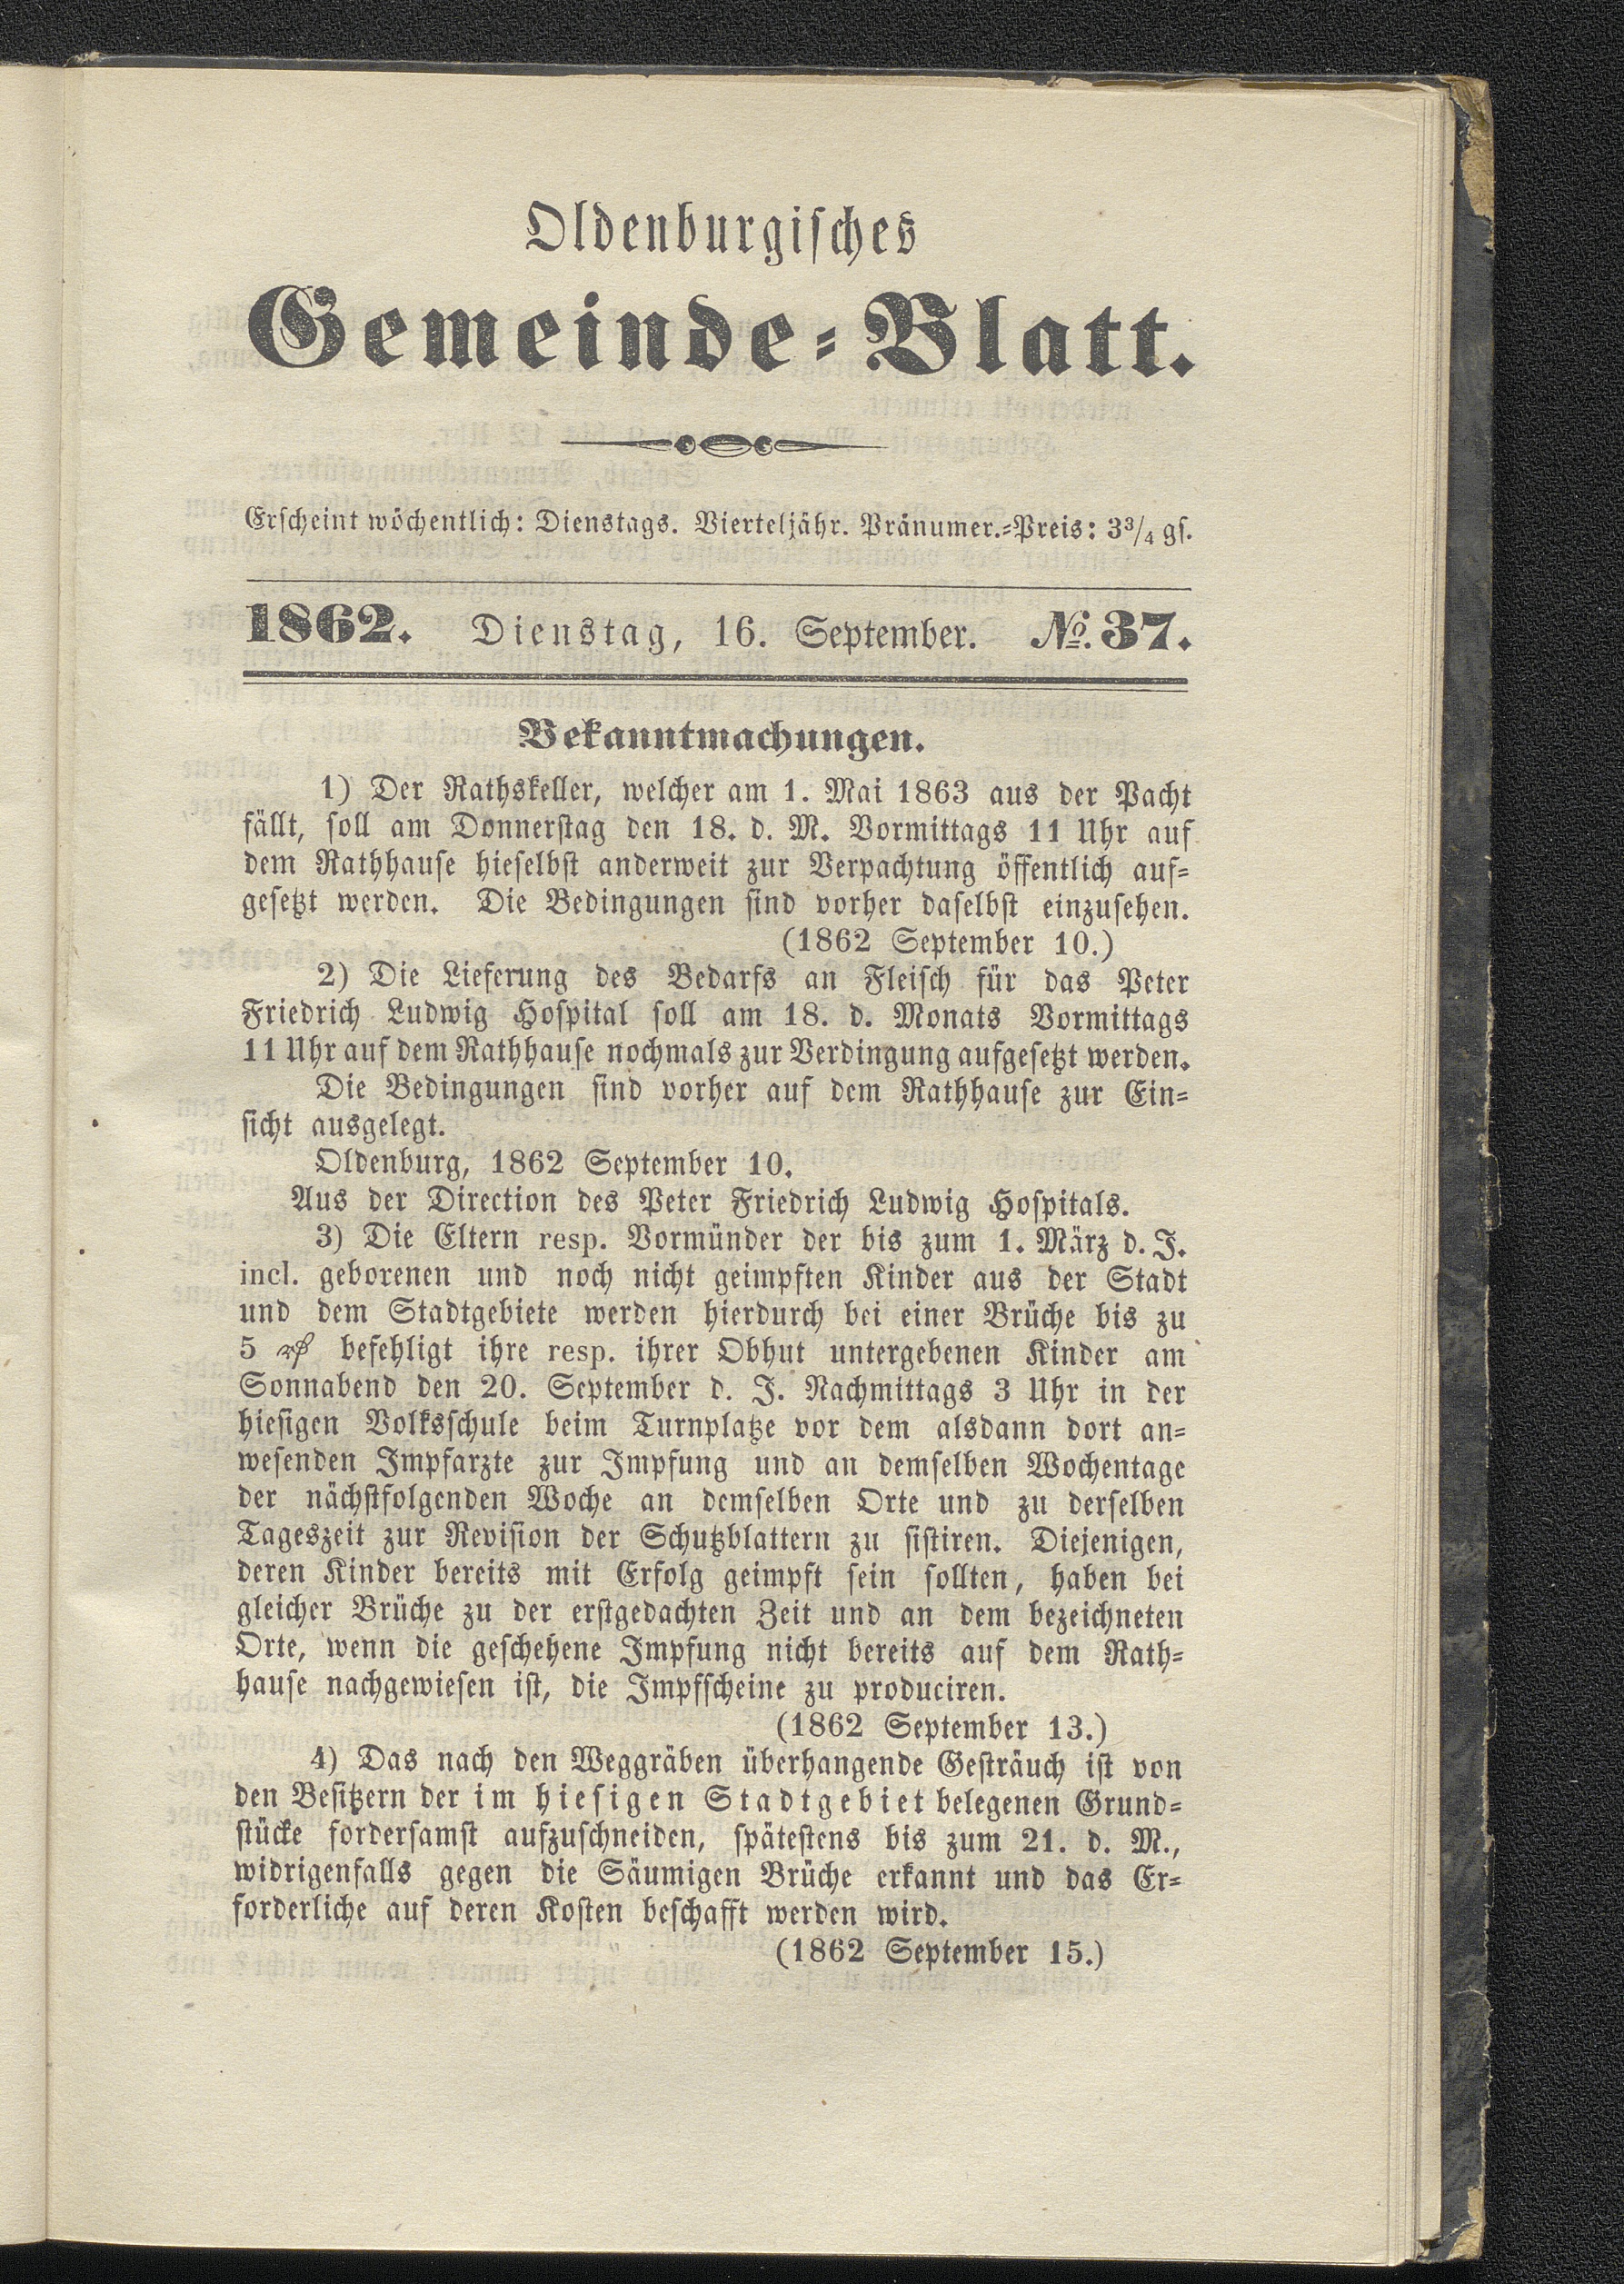 Oldenburgisches
Gemeinde-Blatt.
Erscheint wöchentlich: Dienstags. Vierteljähr. Pränumer.-Preis: 3¾ gs.
1862. Dienstag, 16. September. №. 37.
Bekanntmachungen.
1) Der Rathskeller, welcher am 1. Mai 1863 aus der Pacht
fällt, soll am Donnerstag den 18. d. M. Vormittags 11 Uhr auf
dem Rathhause hieselbst anderweit zur Verpachtung öffentlich auf-
gesetzt werden. Die Bedingungen sind vorher daselbst einzusehen.
(1862 September 10.)
2) Die Lieferung des Bedarfs an Fleisch für das Peter
Friedrich Ludwig Hospital soll am 18. d. Monats Vormittags
11 Uhr auf dem Rathhause nochmals zur Verdingung aufgesetzt werden.
Die Bedingungen sind vorher auf dem Rathhause zur Ein-
sicht ausgelegt.
Oldenburg, 1862 September 10.
Aus der Direction des Peter Friedrich Ludwig Hospitals.
3) Die Eltern resp. Vormünder der bis zum 1. März d. J.
incl. geborenen und noch nicht geimpften Kinder aus der Stadt
und dem Stadtgebiete werden hierdurch bei einer Brüche bis zu
5 ₰ befehligt ihre resp. ihrer Obhut untergebenen Kinder am
Sonnabend den 20. September d. J. Nachmittags 3 Uhr in der
hiesigen Volksschule beim Turnplatze vor dem alsdann dort an-
wesenden Impfarzte zur Impfung und an demselben Wochentage
der nächstfolgenden Woche an demselben Orte und zu derselben
Tageszeit zur Revision der Schutzblattern zu sistiren. Diejenigen,
deren Kinder bereits mit Erfolg geimpft sein sollten, haben bei
gleicher Brüche zu der erstgedachten Zeit und an dem bezeichneten
Orte, wenn die geschehene Impfung nicht bereits auf dem Rath-
hause nachgewiesen ist, die Impfscheine zu produciren.
(1862 September 13.)
4) Das nach den Weggräben überhangende Gesträuch ist von
den Besitzern der im hiesigen Stadtgebiet belegenen Grund-
stücke fordersamst aufzuschneiden, spätestens bis zum 21. d. M.,
widrigenfalls gegen die Säumigen Brüche erkannt und das Er-
forderliche auf deren Kosten beschafft werden wird.
(1862 September 15.)